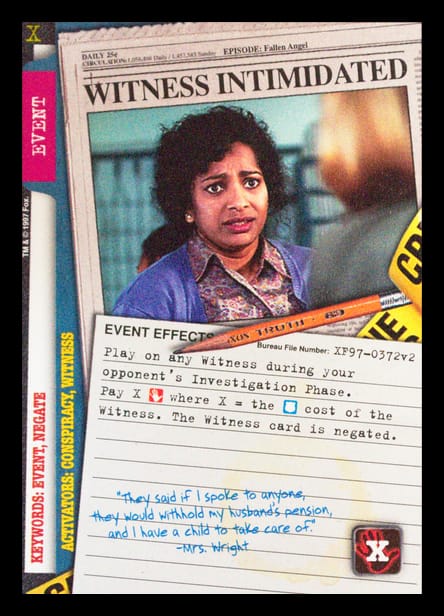 X
DAILY 25¢ EPISODE: Fallen Angel
WITNESS INTIMIDATED
EVENT
TM & © 1997 Fox.
KEYWORDS: EVENT, NEGATE
ACTIVATORS: CONSPIRACY, WITNESS
TRUTH
EVENT EFFECTS
Bureau File Number: XF97-0372v2
Play on any Witness during your
opponent's Investigation Phase.
Pay X where X = the cost of the
Witness. The Witness card is negated.
"They said if I spoke to anyone,
they would withhold my husband's pension,
and I have a child to take care of."
-Mrs. Wright
X